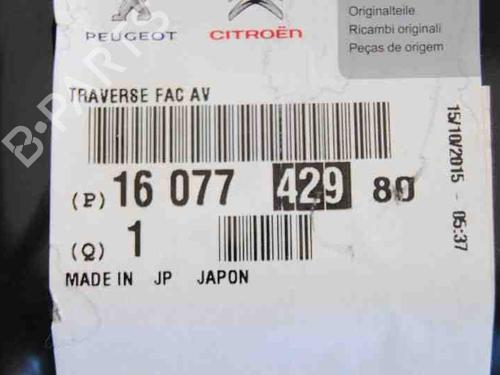 PEUGEOT
CITROËN
Originalteile
Ricambi originali
Peças de origem
TRAVERSE FAC AV
(P) 16 077 429 80
(Q) 1
MADE IN JP JAPON
15/10/2015 - 05:37
B-PARTS